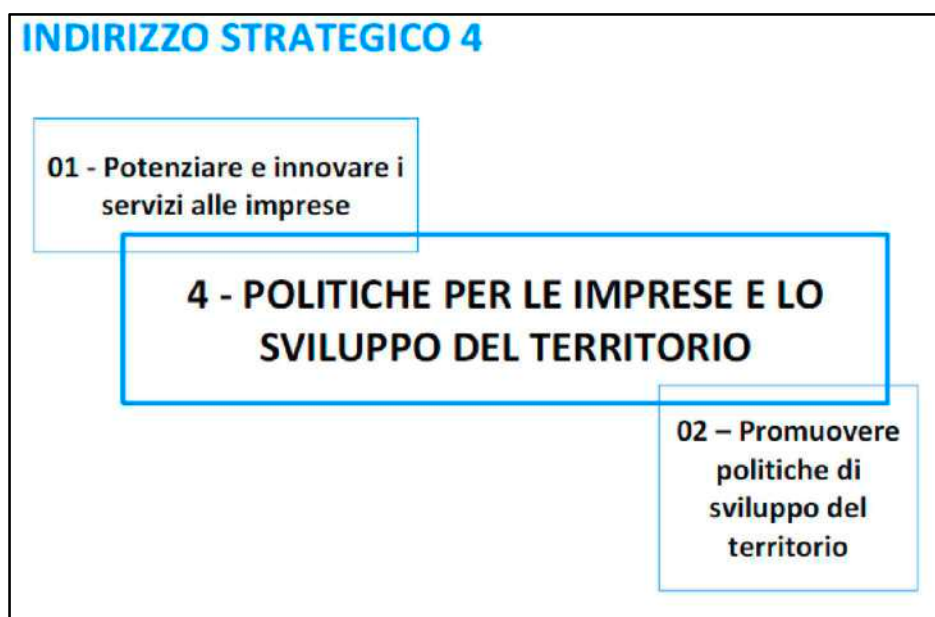 INDIRIZZO STRATEGICO 4
01 - Potenziare e innovare i
servizi alle imprese
4 - POLITICHE PER LE IMPRESE E LO
SVILUPPO DEL TERRITORIO
02 – Promuovere
politiche di
sviluppo del
territorio